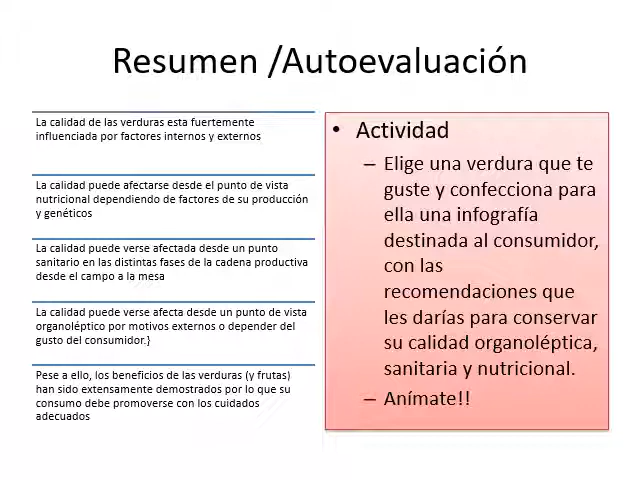 Resumen /Autoevaluación
La calidad de las verduras esta fuertemente
influenciada por factores internos y externos
La calidad puede afectarse desde el punto de vista
nutricional dependiendo de factores de su producción
y genéticos
La calidad puede verse afectada desde un punto
sanitario en las distintas fases de la cadena productiva
desde el campo a la mesa
La calidad puede verse afecta desde un punto de vista
organoléptico por motivos externos o depender del
gusto del consumidor.}
Pese a ello, los beneficios de las verduras (y frutas)
han sido extensamente demostrados por lo que su
consumo debe promoverse con los cuidados
adecuados
• Actividad
– Elige una verdura que te
guste y confecciona para
ella una infografía
destinada al consumidor,
con las
recomendaciones que
les darías para conservar
su calidad organoléptica,
sanitaria y nutricional.
– Anímate!!